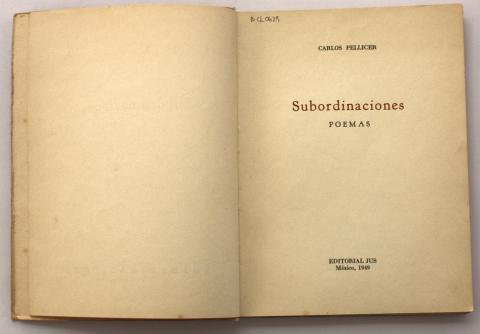 CARLOS PELLICER
Subordinaciones
POEMAS
EDITORIAL JUS
México, 1949